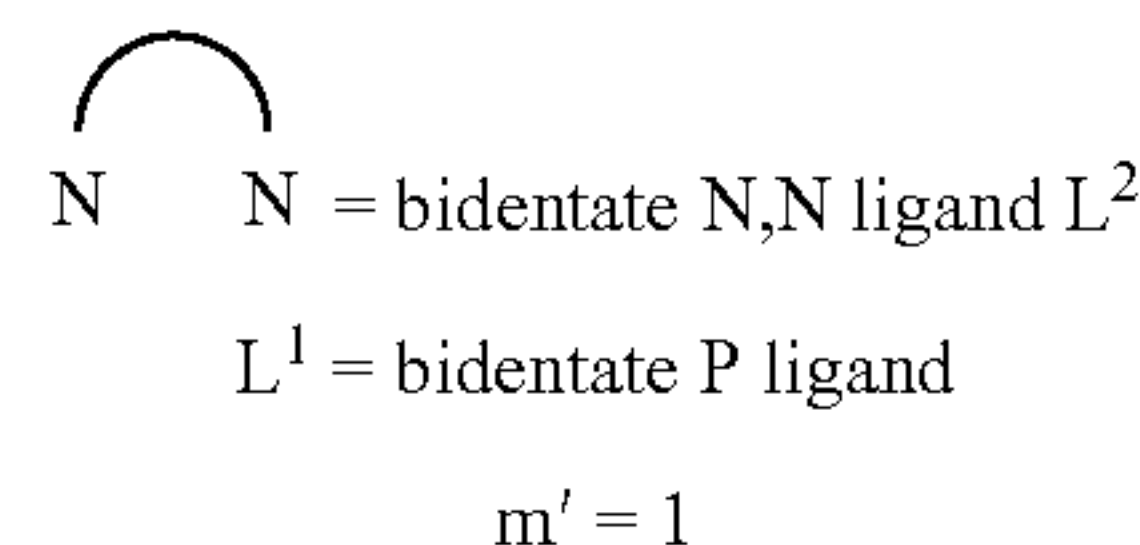 N N = bidentate N,N ligand L²
L¹ = bidentate P ligand
m′ = 1